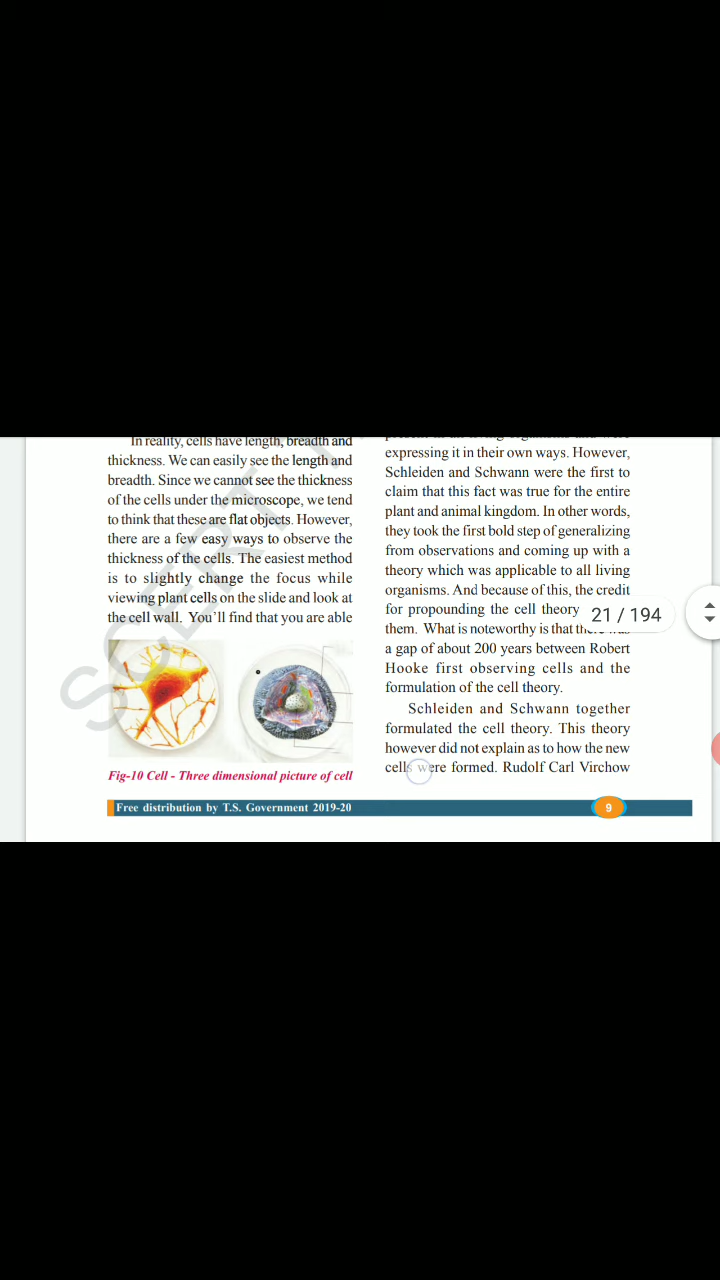 In reality, cells have length, breadth and
thickness. We can easily see the length and
breadth. Since we cannot see the thickness
of the cells under the microscope, we tend
to think that these are flat objects. However,
there are a few easy ways to observe the
thickness of the cells. The easiest method
is to slightly change the focus while
viewing plant cells on the slide and look at
the cell wall. You'll find that you are able
Fig-10 Cell - Three dimensional picture of cell
expressing it in their own ways. However,
Schleiden and Schwann were the first to
claim that this fact was true for the entire
plant and animal kingdom. In other words,
they took the first bold step of generalizing
from observations and coming up with a
theory which was applicable to all living
organisms. And because of this, the credit
for propounding the cell theory
them. What is noteworthy is that
a gap of about 200 years between Robert
Hooke first observing cells and the
formulation of the cell theory.
Schleiden and Schwann together
formulated the cell theory. This theory
however did not explain as to how the new
cells were formed. Rudolf Carl Virchow
21 / 194
Free distribution by T.S. Government 2019-20
9
SCERT